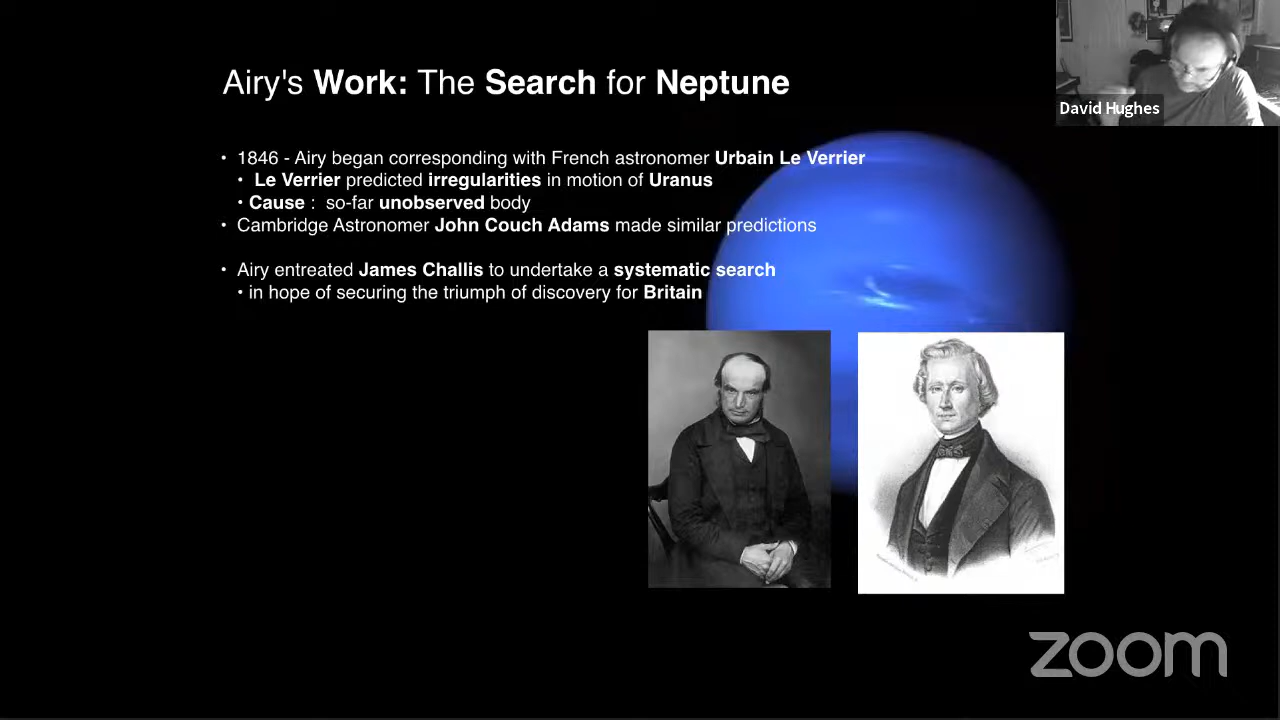 Airy's Work: The Search for Neptune
David Hughes
• 1846 - Airy began corresponding with French astronomer Urbain Le Verrier
• Le Verrier predicted irregularities in motion of Uranus
• Cause : so-far unobserved body
• Cambridge Astronomer John Couch Adams made similar predictions
• Airy entreated James Challis to undertake a systematic search
• in hope of securing the triumph of discovery for Britain
zoom